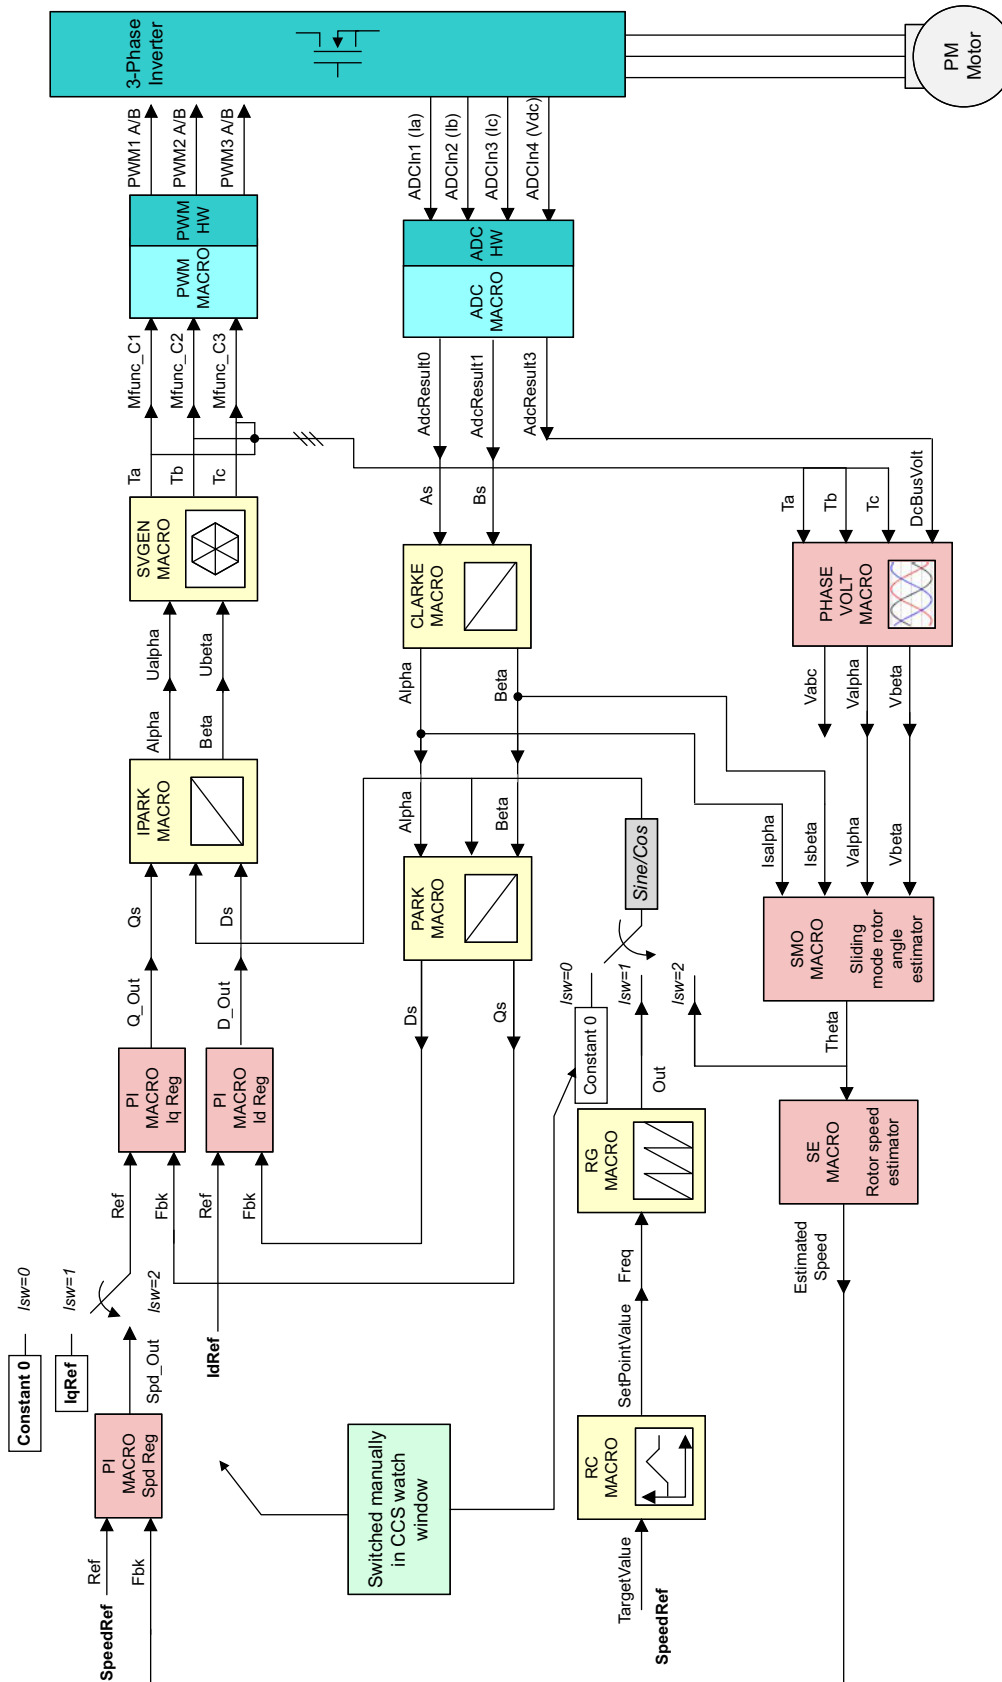 Constant 0
Isw=0
IqRef
Isw=1
Isw=2
SpeedRef
Ref
Fbk
PI
MACRO
Spd Reg
Spd_Out
Ref
Fbk
PI
MACRO
Iq Reg
Q_Out
Qs
IdRef
Ref
Fbk
PI
MACRO
Id Reg
D_Out
Ds
IPARK
MACRO
Alpha
Beta
Ualpha
Ubeta
SVGEN
MACRO
Ta
Tb
Tc
Mfunc_C1
Mfunc_C2
Mfunc_C3
PWM
MACRO
PWM
HW
PWM1 A/B
PWM2 A/B
PWM3 A/B
3-Phase
Inverter
PM
Motor
Switched manually
in CCS watch
window
Ds
Qs
PARK
MACRO
Alpha
Beta
Alpha
Beta
CLARKE
MACRO
As
Bs
AdcResult0
AdcResult1
AdcResult3
ADC
MACRO
ADC
HW
ADCIn1 (Ia)
ADCIn2 (Ib)
ADCIn3 (Ic)
ADCIn4 (Vdc)
TargetValue
SpeedRef
RC
MACRO
SetPointValue
Freq
RG
MACRO
Out
Constant 0
Isw=0
Isw=1
Isw=2
Sine/Cos
Estimated
Speed
SE
MACRO
Rotor speed
estimator
Theta
SMO
MACRO
Sliding
mode rotor
angle
estimator
Isalpha
Isbeta
Valpha
Vbeta
Vabc
Valpha
Vbeta
PHASE
VOLT
MACRO
Ta
Tb
Tc
DcBusVolt